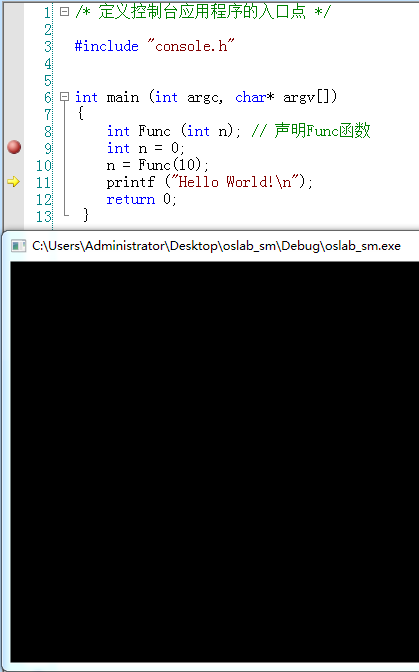 1 /* 定义控制台应用程序的入口点 */
2
3 #include "console.h"
4
5
6 int main (int argc, char* argv[])
7 {
8 int Func (int n); // 声明Func函数
9 int n = 0;
10 n = Func(10);
11 printf ("Hello World!\n");
12 return 0;
13 }
C:\Users\Administrator\Desktop\oslab_sm\Debug\oslab_sm.exe